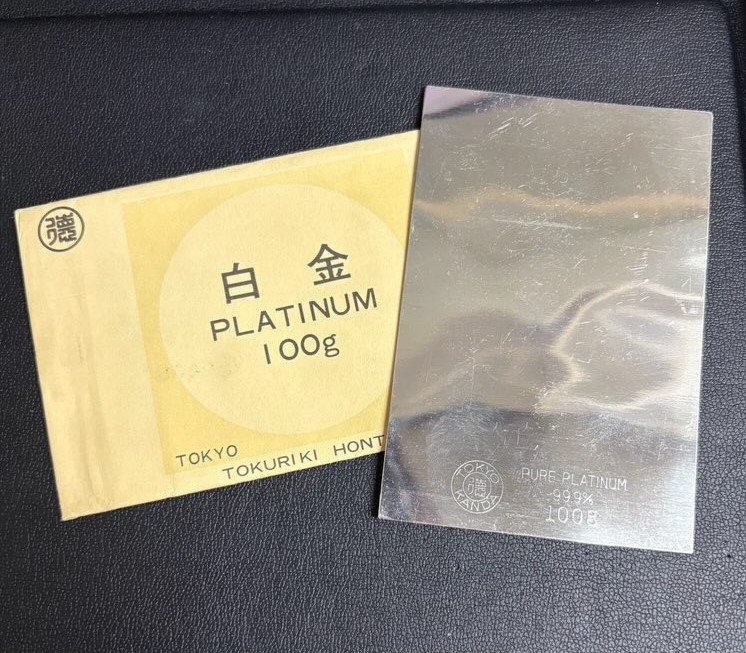 德
白金
PLATINUM
100g
TOKYO
TOKURIKI HONT
TOKYO
德
KANDA
PURE PLATINUM
999%
100g